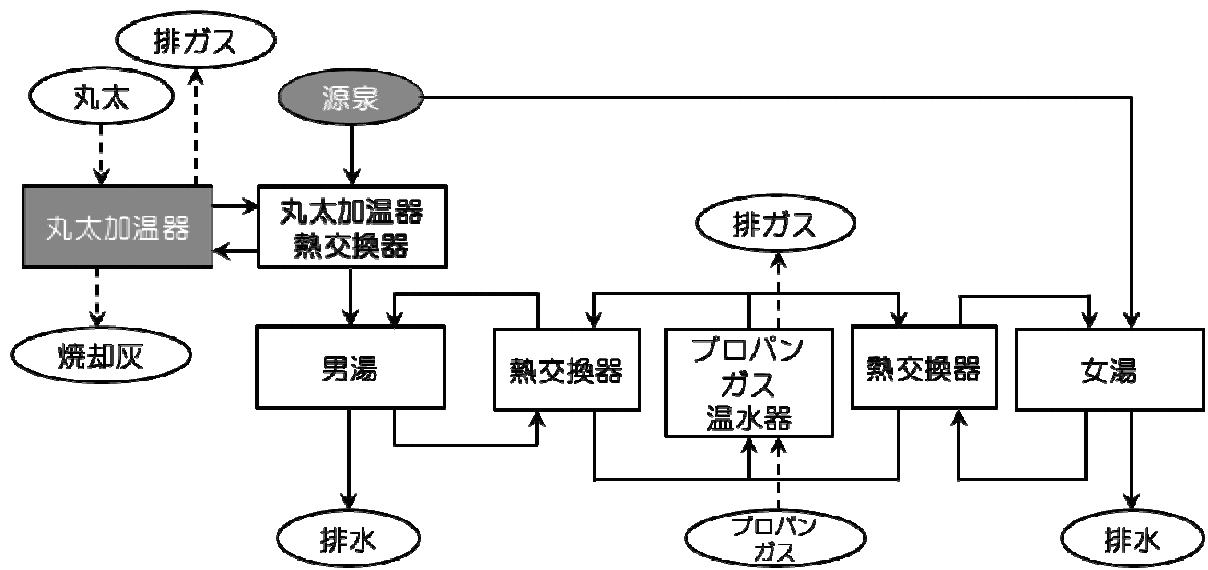 排ガス
丸太
源泉
丸太加温器
丸太加温器
熱交換器
排ガス
焼却灰
男湯
熱交換器
プロパン
ガス
温水器
熱交換器
女湯
排水
プロパン
ガス
排水